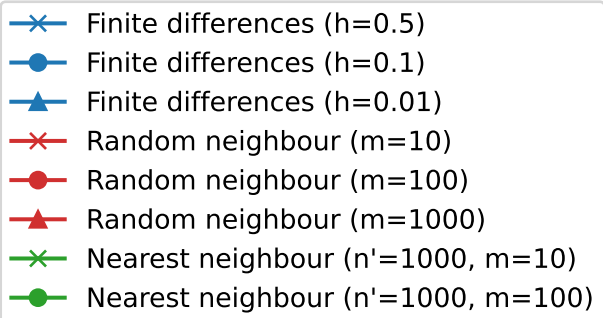 Finite differences (h=0.5)
Finite differences (h=0.1)
Finite differences (h=0.01)
Random neighbour (m=10)
Random neighbour (m=100)
Random neighbour (m=1000)
Nearest neighbour (n'=1000, m=10)
Nearest neighbour (n'=1000, m=100)